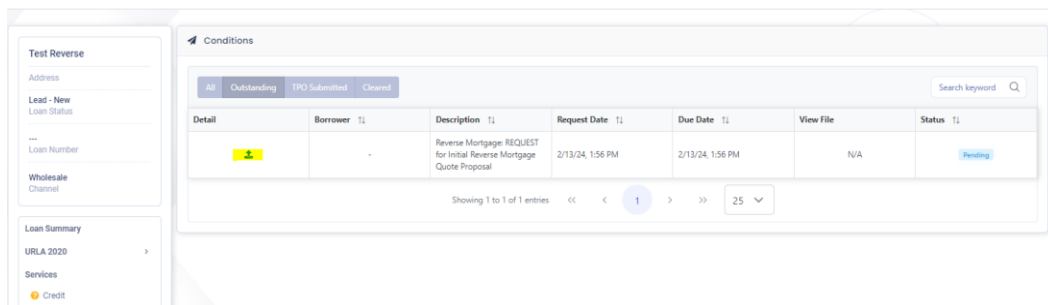 Test Reverse
Address
Lead - New
Loan Status
---
Loan Number
Wholesale
Channel
Loan Summary
URLA 2020
Services
Credit
Conditions
All Outstanding TPO Submitted Cleared
Search keyword
Detail Borrower Description Request Date Due Date View File Status
- Reverse Mortgage: REQUEST
for Initial Reverse Mortgage
Quote Proposal
2/13/24, 1:56 PM 2/13/24, 1:56 PM N/A Pending
Showing 1 to 1 of 1 entries << < 1 > >> 25